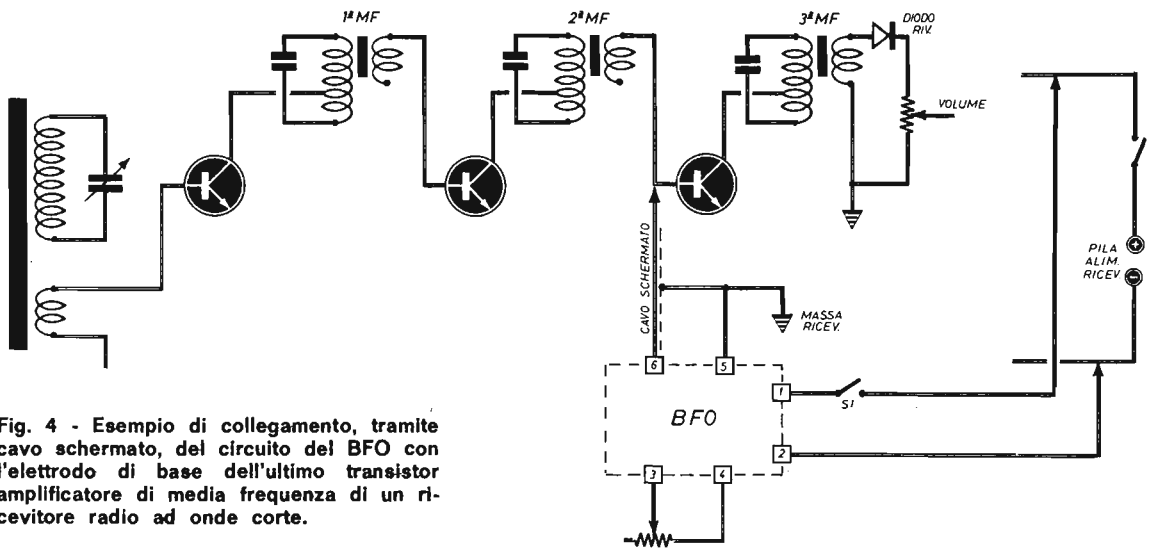 1ª MF
2ª MF
3ª MF
DIODO
RIV.
VOLUME
CAVO SCHERMATO
MASSA
RICEV.
PILA
ALIM.
RICEV
+
-
6
5
1
S1
BFO
2
3
4
Fig. 4 - Esempio di collegamento, tramite
cavo schermato, del circuito del BFO con
l'elettrodo di base dell'ultimo transistor
amplificatore di media frequenza di un ri-
cevitore radio ad onde corte.